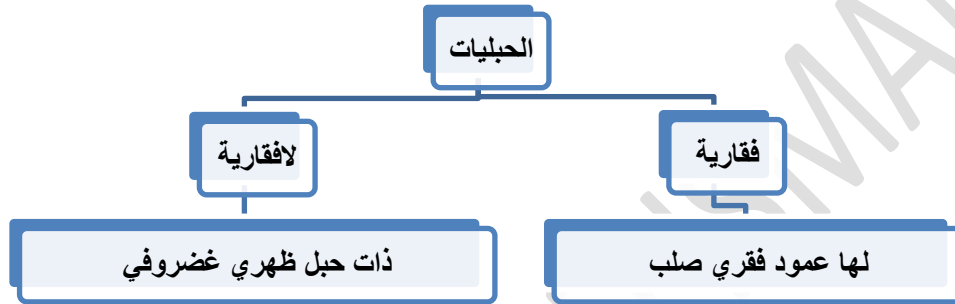 الحبليات
فقارية
لافقارية
لها عمود فقري صلب
ذات حبل ظهري غضروفي